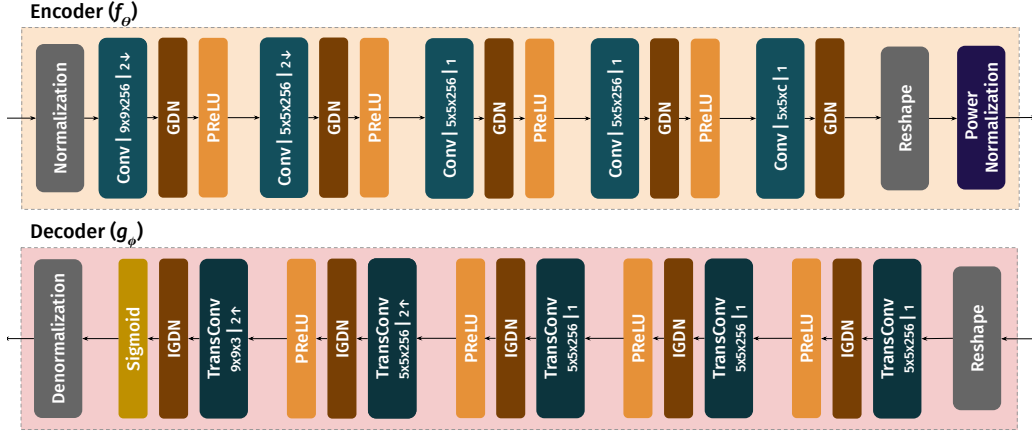 Encoder (fθ)
Normalization
Conv | 9x9x256 | 2↓
GDN
PReLU
Conv | 5x5x256 | 2↓
GDN
PReLU
Conv | 5x5x256 | 1
GDN
PReLU
Conv | 5x5x256 | 1
GDN
PReLU
Conv | 5x5xC | 1
GDN
Reshape
Power
Normalization
Decoder (gϕ)
Denormalization
Sigmoid
IGDN
TransConv
9x9x3 | 2↑
PReLU
IGDN
TransConv
5x5x256 | 2↑
PReLU
IGDN
TransConv
5x5x256 | 1
PReLU
IGDN
TransConv
5x5x256 | 1
PReLU
IGDN
TransConv
5x5x256 | 1
Reshape